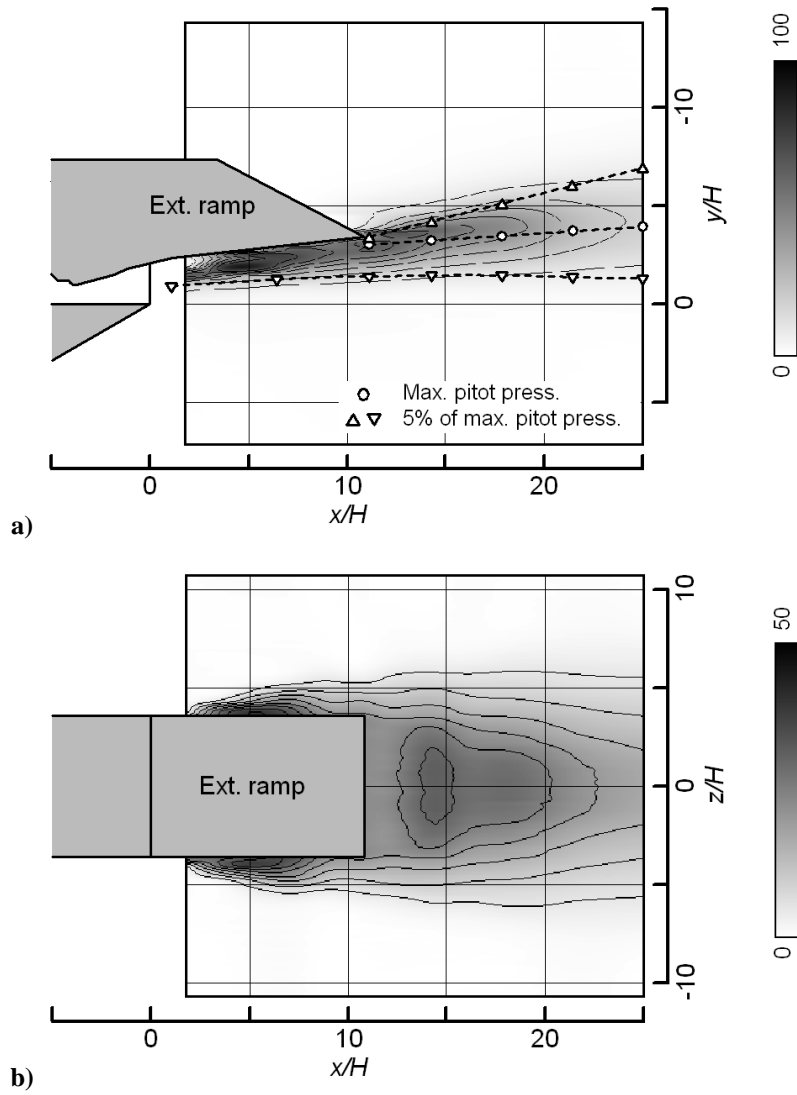 100
-10
Ext. ramp
y/H
0
0
Max. pitot press.
5% of max. pitot press.
0 10 20
x/H
a)
10
50
Ext. ramp
0
z/H
0
-10
0 10 20
x/H
b)